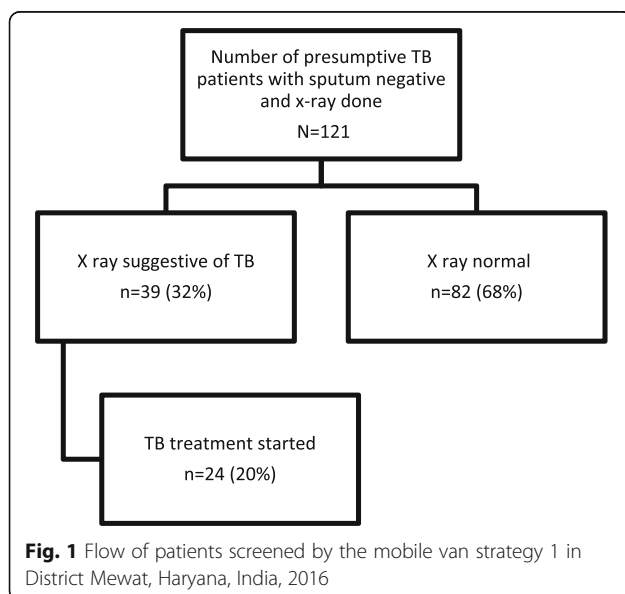 Number of presumptive TB
patients with sputum negative
and x-ray done
N=121
X ray suggestive of TB
n=39 (32%)
X ray normal
n=82 (68%)
TB treatment started
n=24 (20%)
Fig. 1 Flow of patients screened by the mobile van strategy 1 in
District Mewat, Haryana, India, 2016